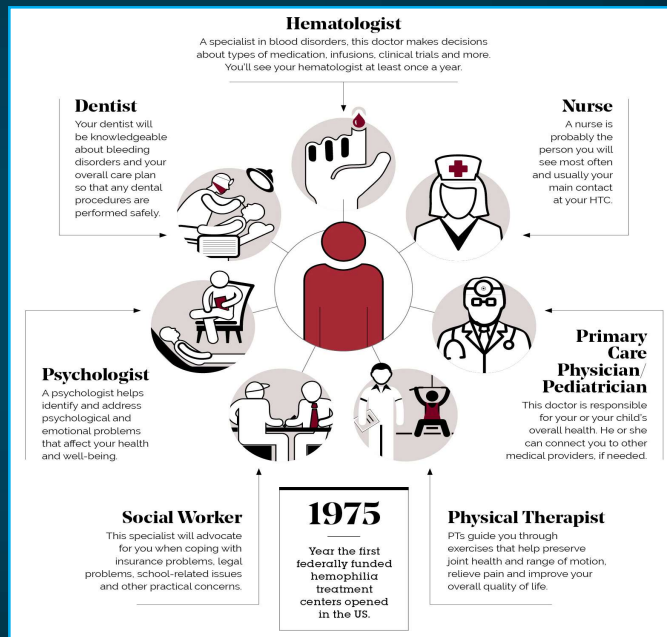 Hematologist
A specialist in blood disorders, this doctor makes decisions
about types of medication, infusions, clinical trials and more.
You'll see your hematologist at least once a year.
Dentist
Your dentist will
be knowledgeable
about bleeding
disorders and your
overall care plan
so that any dental
procedures are
performed safely.
Nurse
A nurse is
probably the
person you will
see most often
and usually your
main contact
at your HTC.
Psychologist
A psychologist helps
identify and address
psychological and
emotional problems
that affect your health
and well-being.
Primary
Care
Physician/
Pediatrician
This doctor is responsible
for your or your child's
overall health. He or she
can connect you to other
medical providers, if needed.
Social Worker
This specialist will advocate
for you when coping with
insurance problems, legal
problems, school-related issues
and other practical concerns.
1975
Year the first
federally funded
hemophilia
treatment
centers opened
in the US.
Physical Therapist
PTs guide you through
exercises that help preserve
joint health and range of motion,
relieve pain and improve your
overall quality of life.